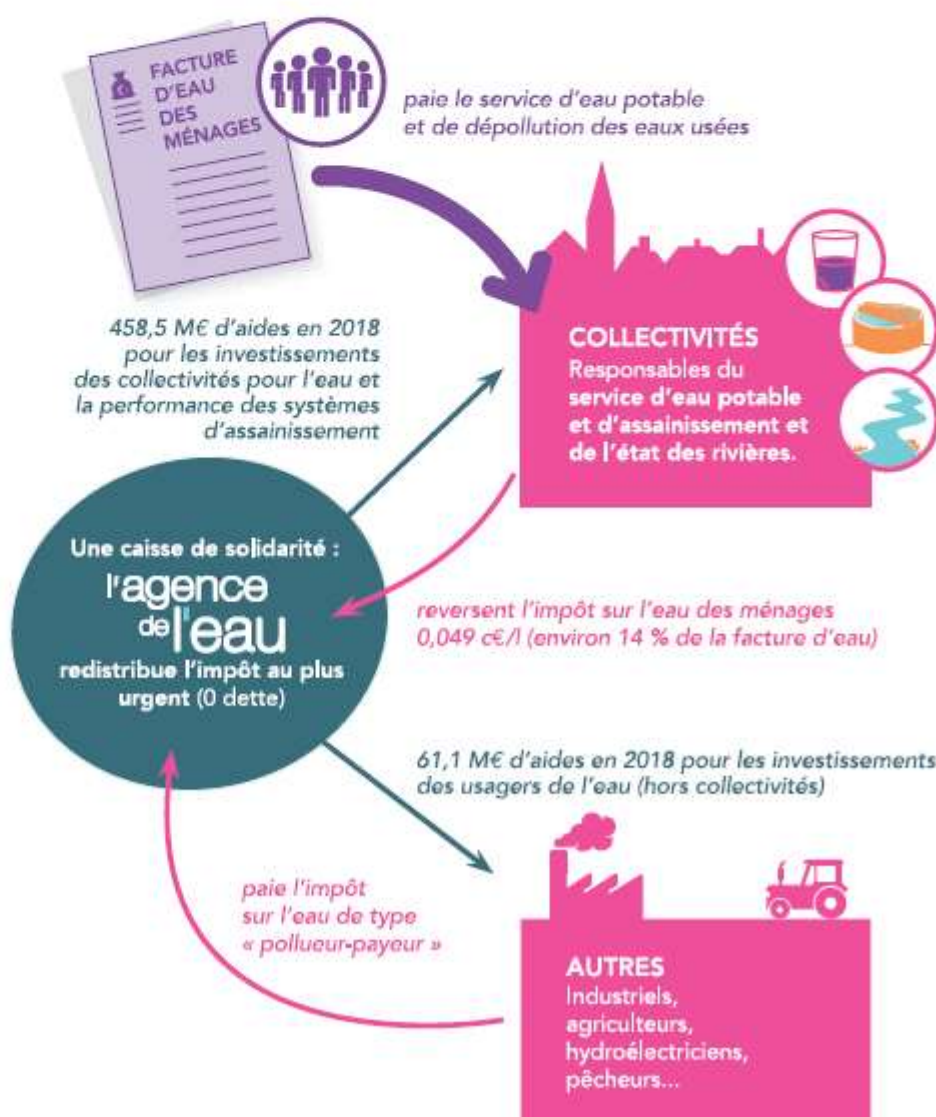 FACTURE
D'EAU
DES
MÉNAGES
paie le service d'eau potable
et de dépollution des eaux usées
458,5 M€ d'aides en 2018
pour les investissements
des collectivités pour l'eau et
la performance des systèmes
d'assainissement
COLLECTIVITÉS
Responsables du
service d'eau potable
et d'assainissement et
de l'état des rivières.
Une caisse de solidarité :
l'agence
de l'eau
redistribue l'impôt au plus
urgent (0 dette)
reversent l'impôt sur l'eau des ménages
0,049 c€/l (environ 14 % de la facture d'eau)
61,1 M€ d'aides en 2018 pour les investissements
des usagers de l'eau (hors collectivités)
paie l'impôt
sur l'eau de type
« pollueur-payeur »
AUTRES
Industriels,
agriculteurs,
hydroélectriciens,
pêcheurs...